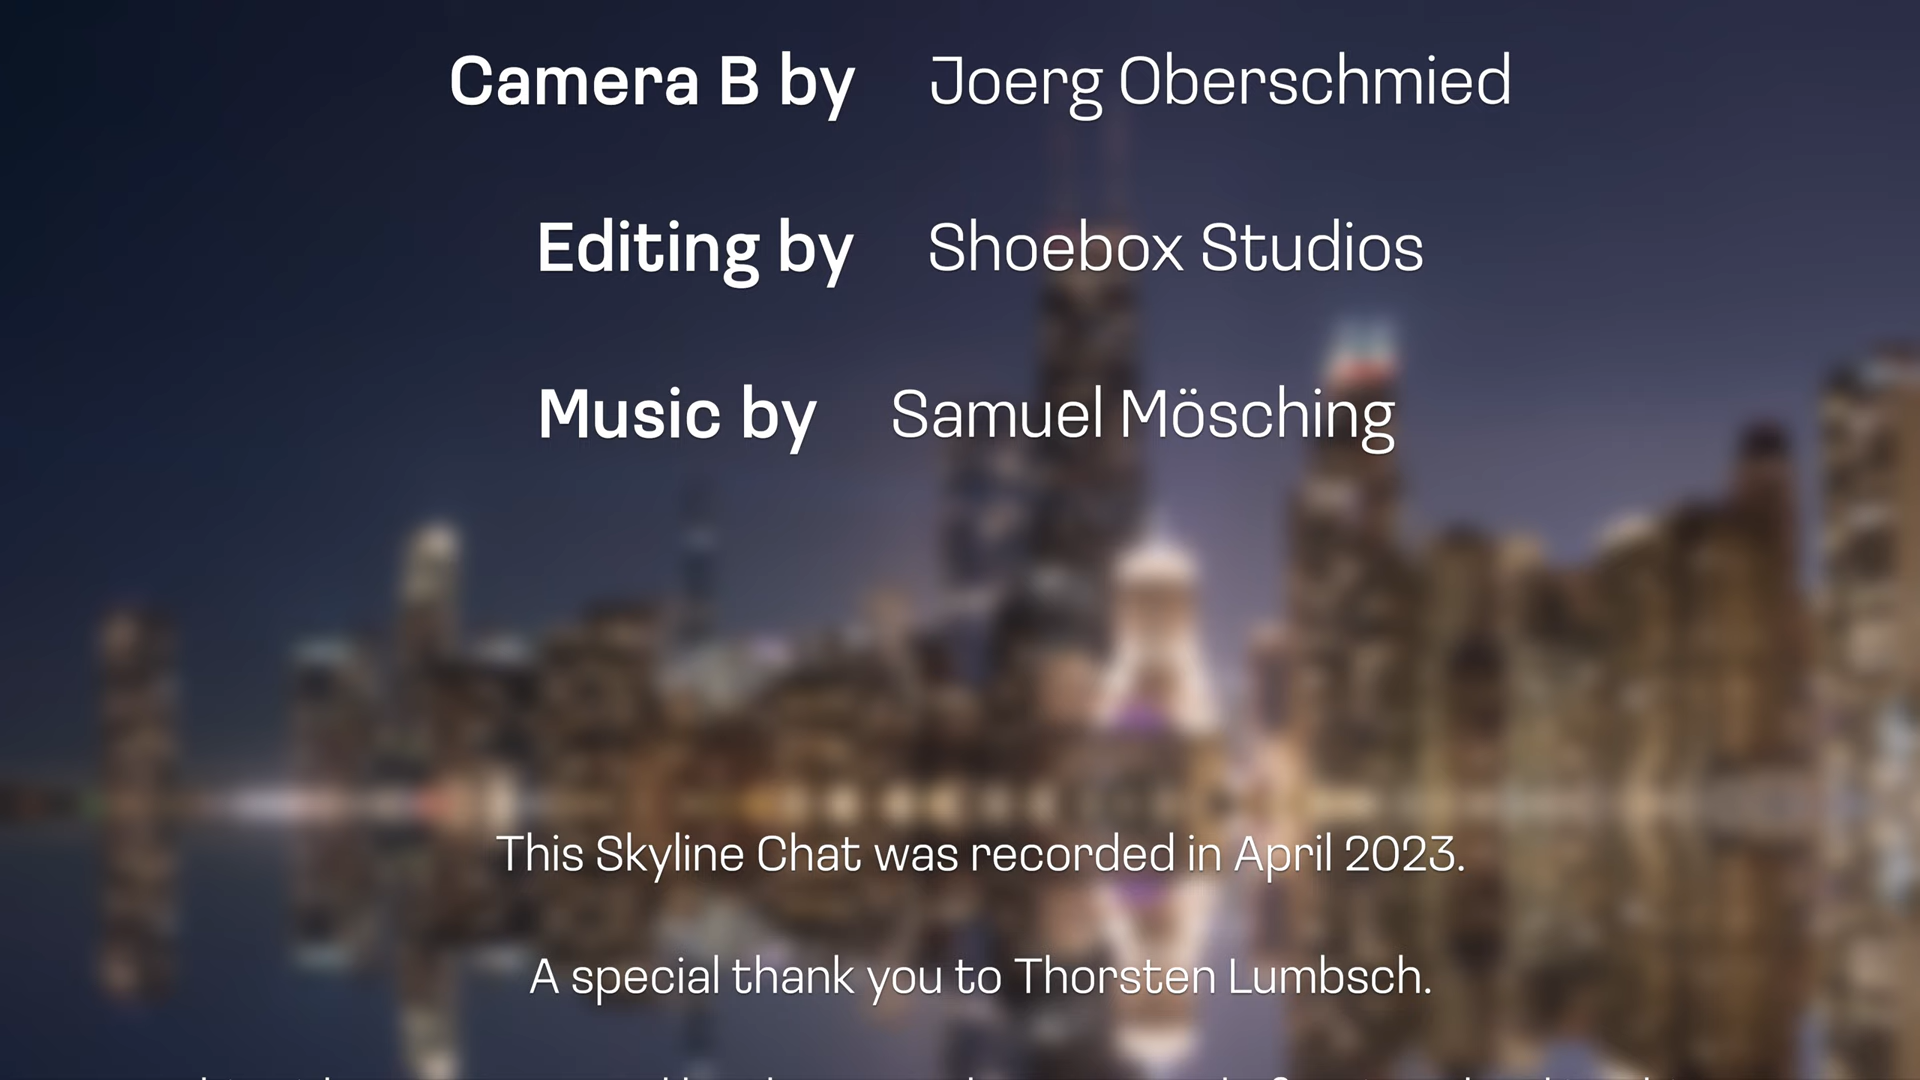 Camera B by Joerg Oberschmied
Editing by Shoebox Studios
Music by Samuel Mösching
This Skyline Chat was recorded in April 2023.
A special thank you to Thorsten Lumbsch.